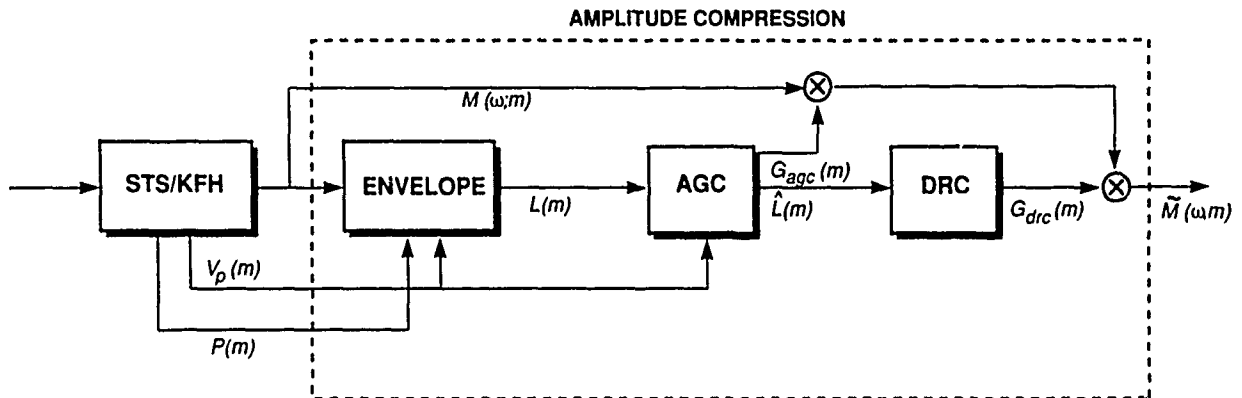 AMPLITUDE COMPRESSION
M (ω;m)
STS/KFH
ENVELOPE
L(m)
AGC
G_agc (m)
L̂(m)
DRC
G_drc (m)
M̃ (ω,m)
V_p (m)
P(m)